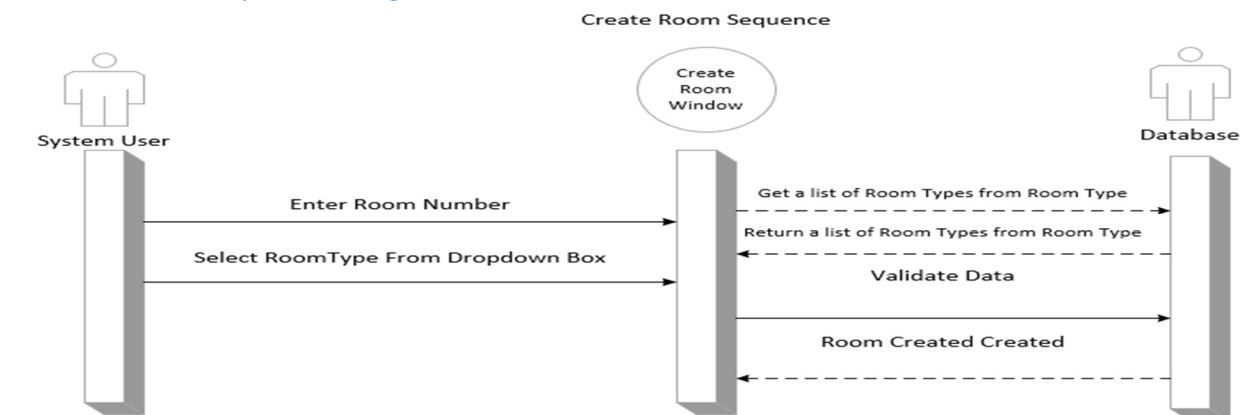 Create Room Sequence
Create
Room
Window
System User
Database
Get a list of Room Types from Room Type
Enter Room Number
Return a list of Room Types from Room Type
Select RoomType From Dropdown Box
Validate Data
Room Created Created